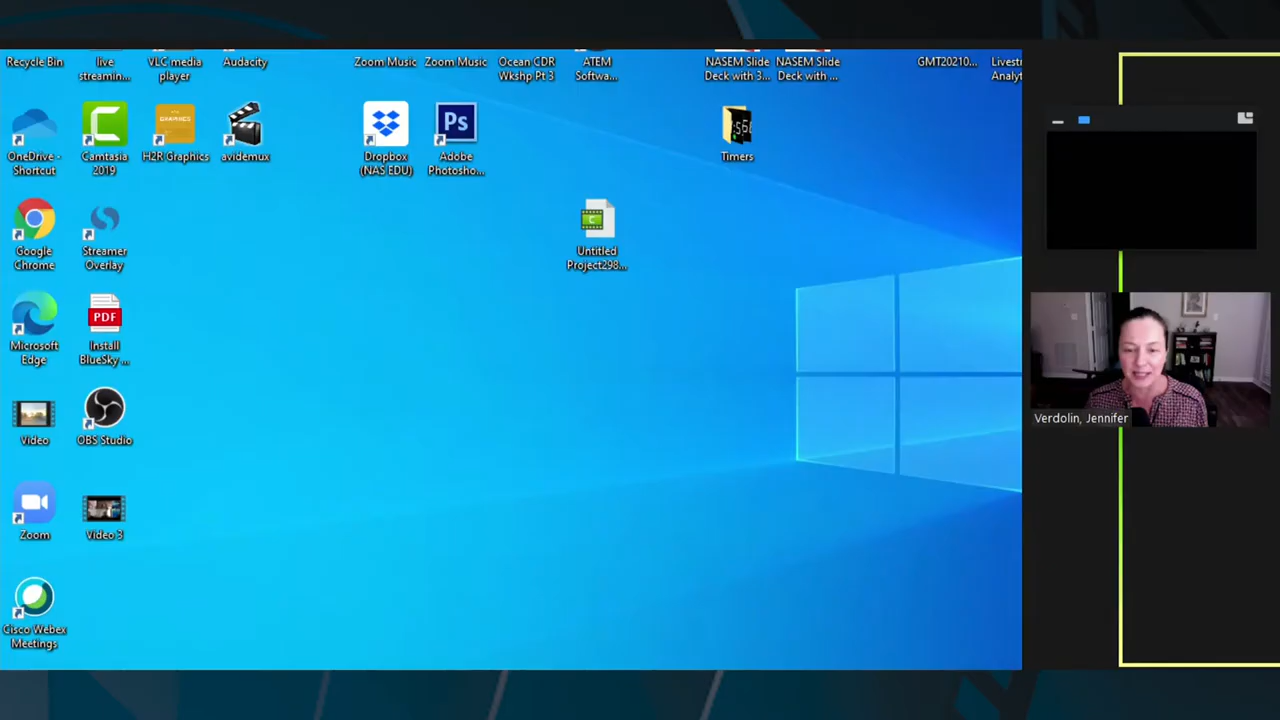 Recycle Bin
live
streamin...
VLC media
player
Audacity
Zoom Music
Zoom Music
Ocean CDR
Wkshp Pt 3
ATEM
Softwa...
NASEM Slide
Deck with 3...
NASEM Slide
Deck with ...
GMT20210...
Livestr
Analyt
OneDrive -
Shortcut
Camtasia
2019
GRAPHICS
H2R Graphics
avidemux
Dropbox
(NAS EDU)
Ps
Adobe
Photosho...
Timers
Google
Chrome
Streamer
Overlay
C
Untitled
Project298...
Microsoft
Edge
PDF
Install
BlueSky ...
Video
OBS Studio
Verdolin, Jennifer
Zoom
Video 3
Cisco Webex
Meetings